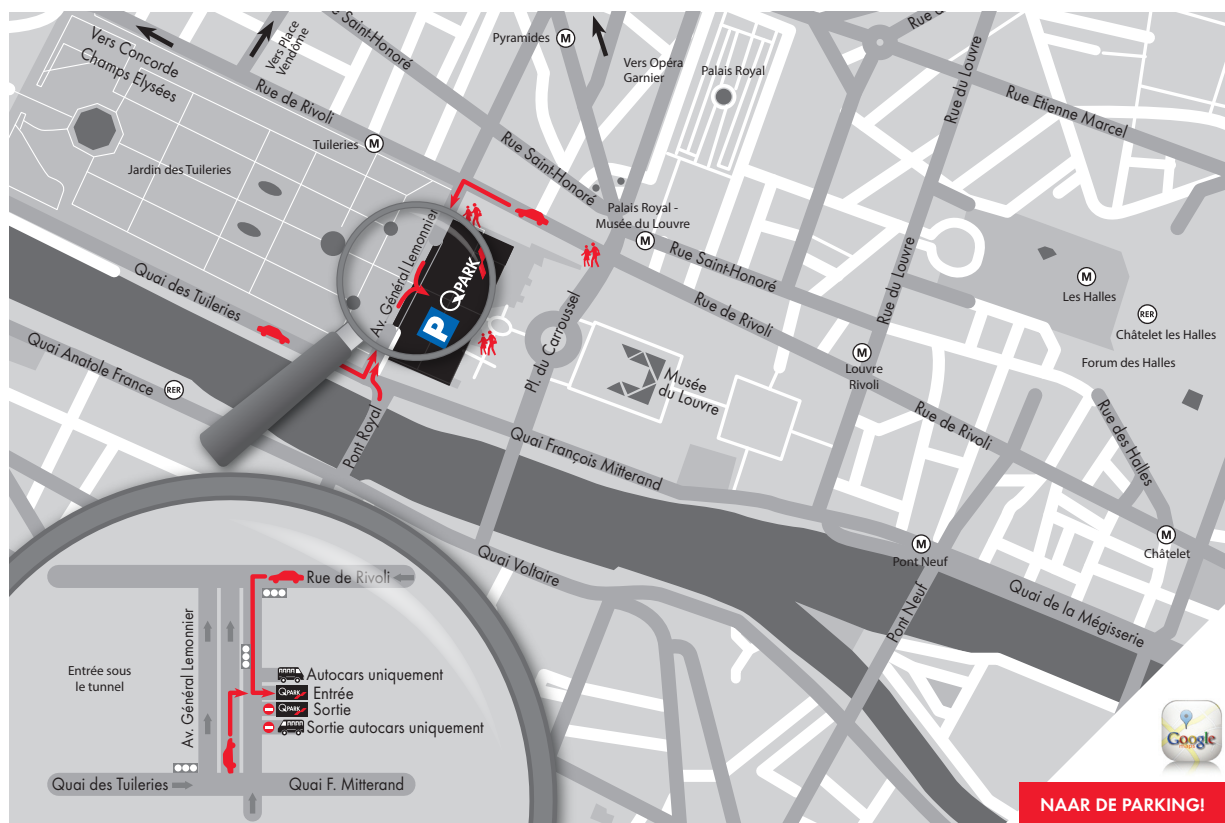 Vers Concorde
Champs Elysées
Vers Place
Vendôme
Rue Saint-Honoré
Pyramides
M
Vers Opéra
Garnier
Palais Royal
Rue du Louvre
Rue Etienne Marcel
Rue de Rivoli
Tuileries
M
Jardin des Tuileries
Rue Saint-Honoré
Palais Royal -
Musée du Louvre
M
Rue Saint-Honoré
Rue du Louvre
M
Les Halles
RER
Châtelet les Halles
Forum des Halles
Quai des Tuileries
Av. Général Lemonnier
QPARK
P
Pl. du Carroussel
Rue de Rivoli
M
Louvre
Rivoli
Musée
du Louvre
Quai Anatole France
RER
Pont Royal
Quai François Mitterand
Rue de Rivoli
Rue des Halles
M
Châtelet
M
Pont Neuf
Quai Voltaire
Pont Neuf
Quai de la Mégisserie
Rue de Rivoli
Av. Général Lemonnier
Entrée sous
le tunnel
Autocars uniquement
QPARK Entrée
QPARK Sortie
Sortie autocars uniquement
Quai des Tuileries
Quai F. Mitterand
Google
maps
NAAR DE PARKING!